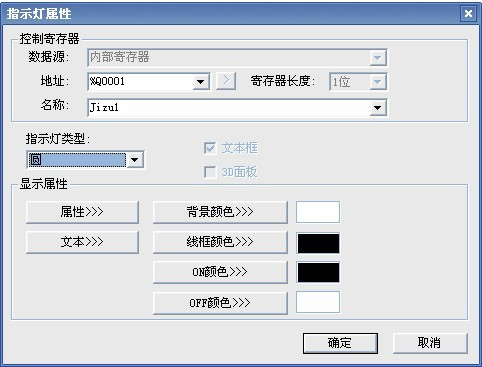 指示灯属性
控制寄存器
数据源: 内部寄存器
地址: %Q0001 > 寄存器长度: 1位
名称: Jizu1
指示灯类型:
圆
文本框
3D面板
显示属性
属性>>> 背景颜色>>>
文本>>> 线框颜色>>>
ON颜色>>>
OFF颜色>>>
确定 取消